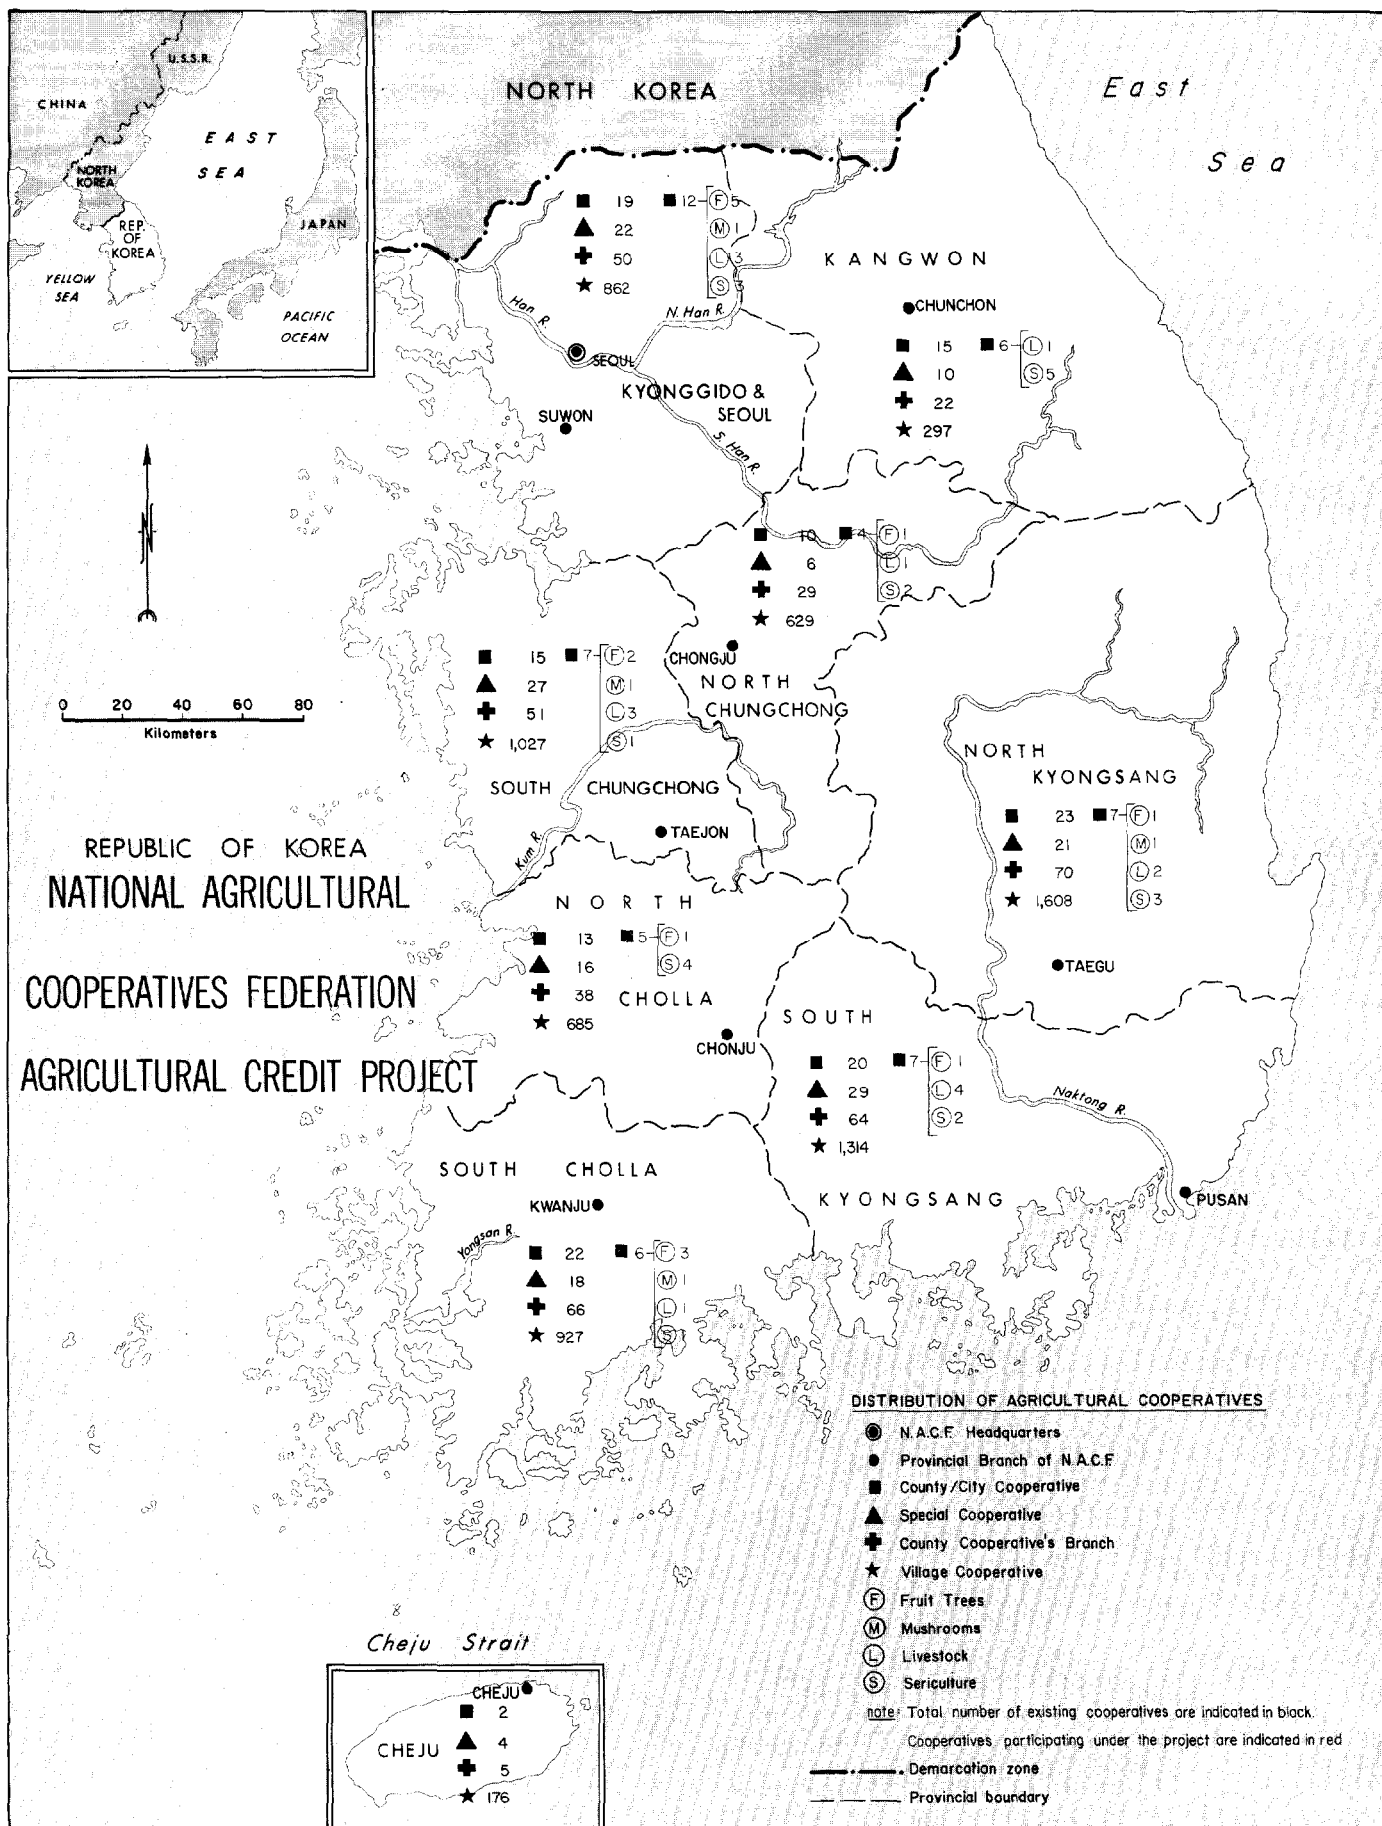 U.S.S.R.
CHINA
EAST
SEA
NORTH
KOREA
REP.
OF
KOREA
JAPAN
YELLOW
SEA
PACIFIC
OCEAN
NORTH KOREA
East
Sea
19 12 F 5
22 M 1
50 L 3
862 S 3
KANGWON
CHUNCHON
15 6 L 1
10 S 5
22
297
Han R.
N. Han R.
SEOUL
KYONGGIDO &
SEOUL
SUWON
S. Han R.
N
10 4 F 1
6 L 1
29 S 2
629
CHONGJU
NORTH
CHUNGCHONG
15 7 F 2
27 M 1
51 L 3
1,027 S 1
0 20 40 60 80
Kilometers
SOUTH CHUNGCHONG
TAEJON
Kum R.
NORTH
KYONGSANG
23 7 F 1
21 M 1
70 L 2
1,608 S 3
TAEGU
REPUBLIC OF KOREA
NATIONAL AGRICULTURAL
COOPERATIVES FEDERATION
AGRICULTURAL CREDIT PROJECT
NORTH
13 5 F 1
16 S 4
38
685
CHOLLA
CHONJU
SOUTH
20 7 F 1
29 L 4
64 S 2
1,314
KYONGSANG
Naktong R.
PUSAN
SOUTH CHOLLA
KWANJU
Yongsan R.
22 6 F 3
18 M 1
66 L 1
927 S 1
DISTRIBUTION OF AGRICULTURAL COOPERATIVES
N.A.C.F. Headquarters
Provincial Branch of N.A.C.F.
County/City Cooperative
Special Cooperative
County Cooperative's Branch
Village Cooperative
F Fruit Trees
M Mushrooms
L Livestock
S Sericulture
note: Total number of existing cooperatives are indicated in black.
Cooperatives participating under the project are indicated in red
Demarcation zone
Provincial boundary
Cheju Strait
CHEJU
2
CHEJU
4
5
176